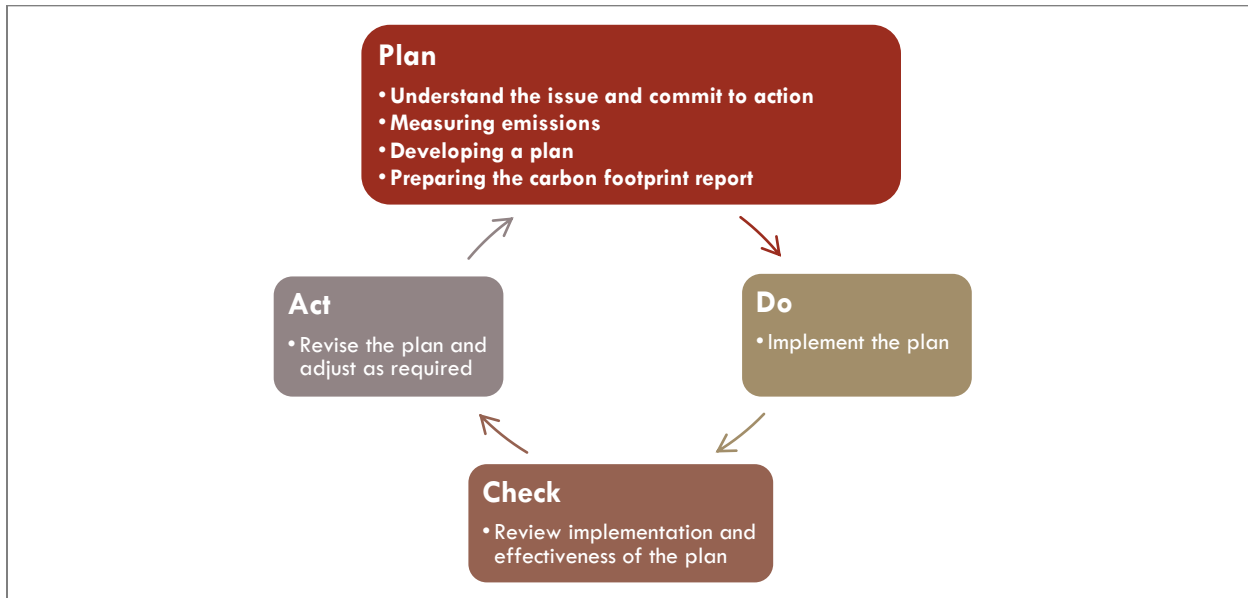 Plan
• Understand the issue and commit to action
• Measuring emissions
• Developing a plan
• Preparing the carbon footprint report
Do
• Implement the plan
Check
• Review implementation and
effectiveness of the plan
Act
• Revise the plan and
adjust as required